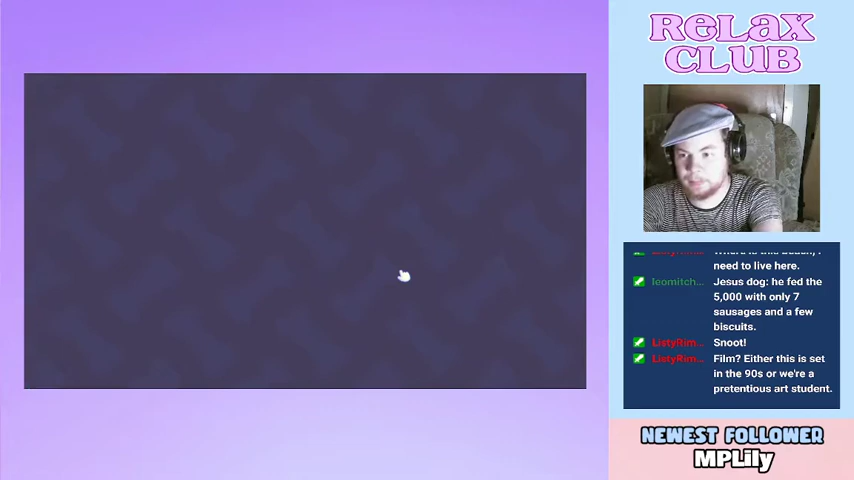 RELAX
CLUB
need to live here.
leomitch... Jesus dog: he fed the
5,000 with only 7
sausages and a few
biscuits.
ListyRim... Snoot!
ListyRim... Film? Either this is set
in the 90s or we're a
pretentious art student.
NEWEST FOLLOWER
MPLily